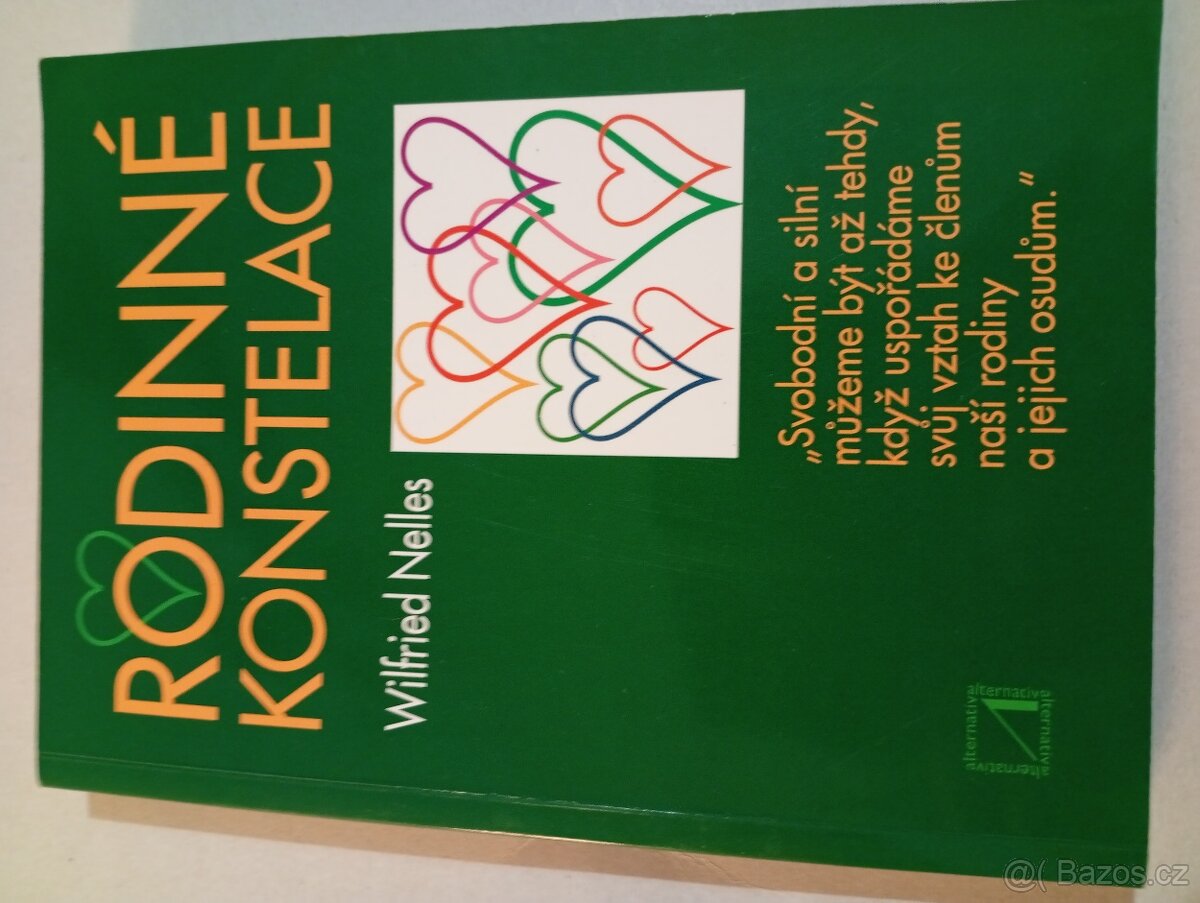 RODINNÉ
KONSTELACE
Wilfried Nelles
„Svobodní a silní
můžeme být až tehdy,
když uspořádáme
svůj vztah ke členům
naší rodiny
a jejich osudům.“
alternativa
alternativa
alternativa
alternativa
@( Bazos.cz